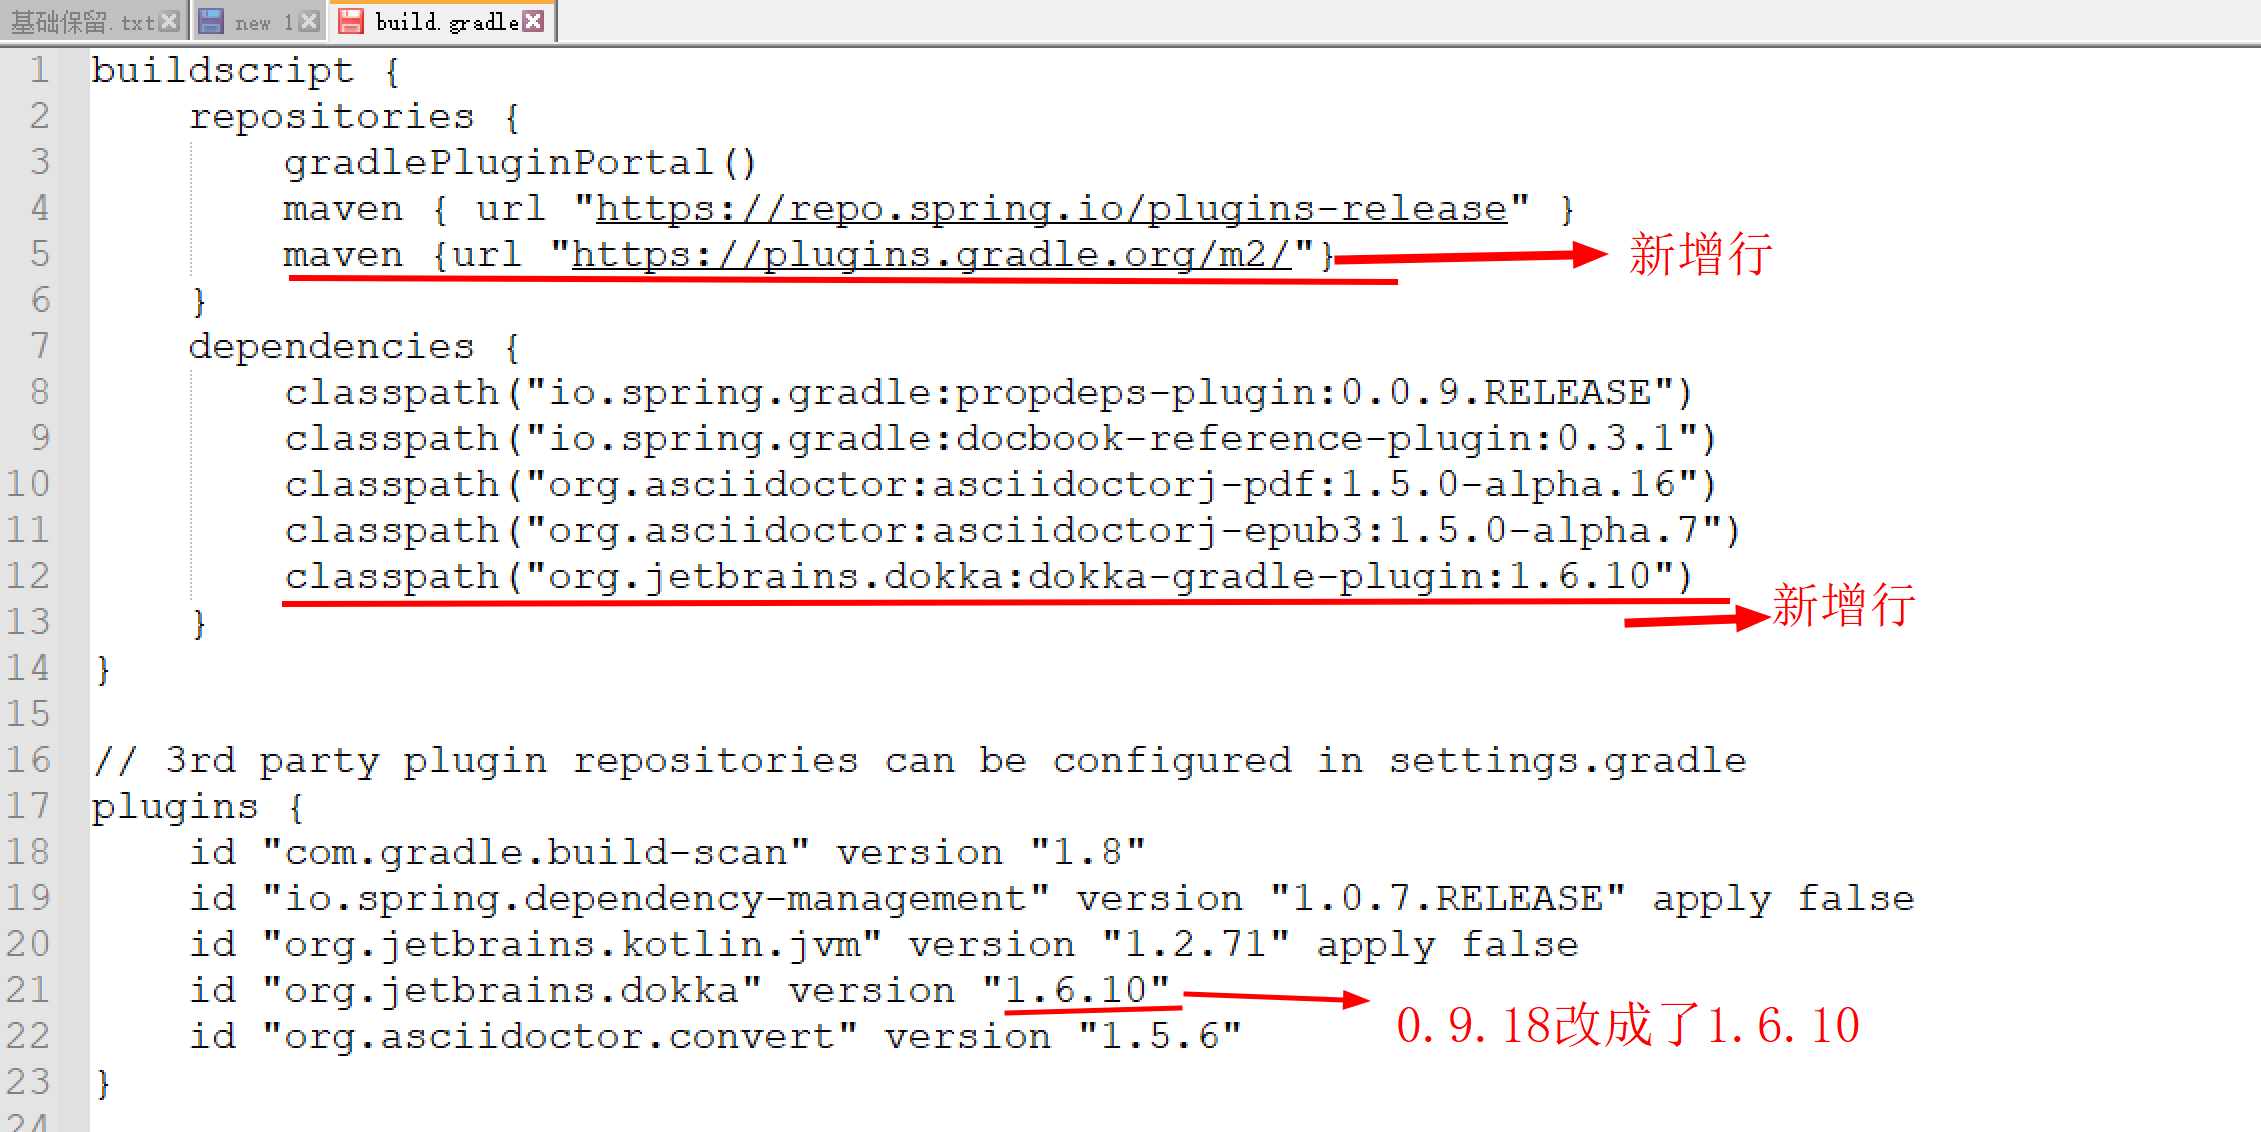 基础保留.txt new 1 build.gradle
1 buildscript {
2 repositories {
3 gradlePluginPortal()
4 maven { url "https://repo.spring.io/plugins-release" }
5 maven {url "https://plugins.gradle.org/m2/"} 新增行
6 }
7 dependencies {
8 classpath("io.spring.gradle:propdeps-plugin:0.0.9.RELEASE")
9 classpath("io.spring.gradle:docbook-reference-plugin:0.3.1")
10 classpath("org.asciidoctor:asciidoctorj-pdf:1.5.0-alpha.16")
11 classpath("org.asciidoctor:asciidoctorj-epub3:1.5.0-alpha.7")
12 classpath("org.jetbrains.dokka:dokka-gradle-plugin:1.6.10")
新增行
13 }
14 }
15
16 // 3rd party plugin repositories can be configured in settings.gradle
17 plugins {
18 id "com.gradle.build-scan" version "1.8"
19 id "io.spring.dependency-management" version "1.0.7.RELEASE" apply false
20 id "org.jetbrains.kotlin.jvm" version "1.2.71" apply false
21 id "org.jetbrains.dokka" version "1.6.10"
0.9.18改成了1.6.10
22 id "org.asciidoctor.convert" version "1.5.6"
23 }
24